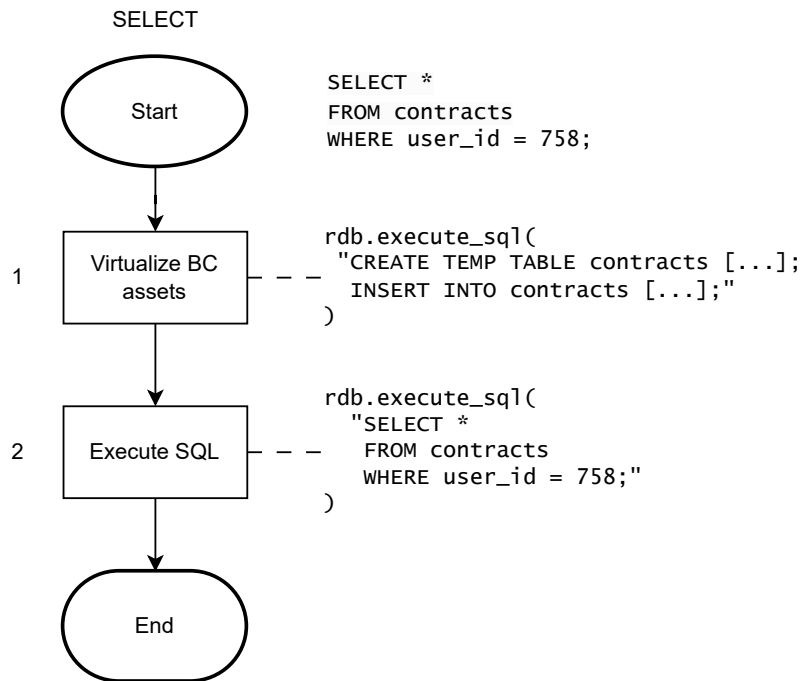 SELECT
Start
SELECT *
FROM contracts
WHERE user_id = 758;
1
Virtualize BC
assets
rdb.execute_sql(
"CREATE TEMP TABLE contracts [...];
INSERT INTO contracts [...];"
)
2
Execute SQL
rdb.execute_sql(
"SELECT *
FROM contracts
WHERE user_id = 758;"
)
End